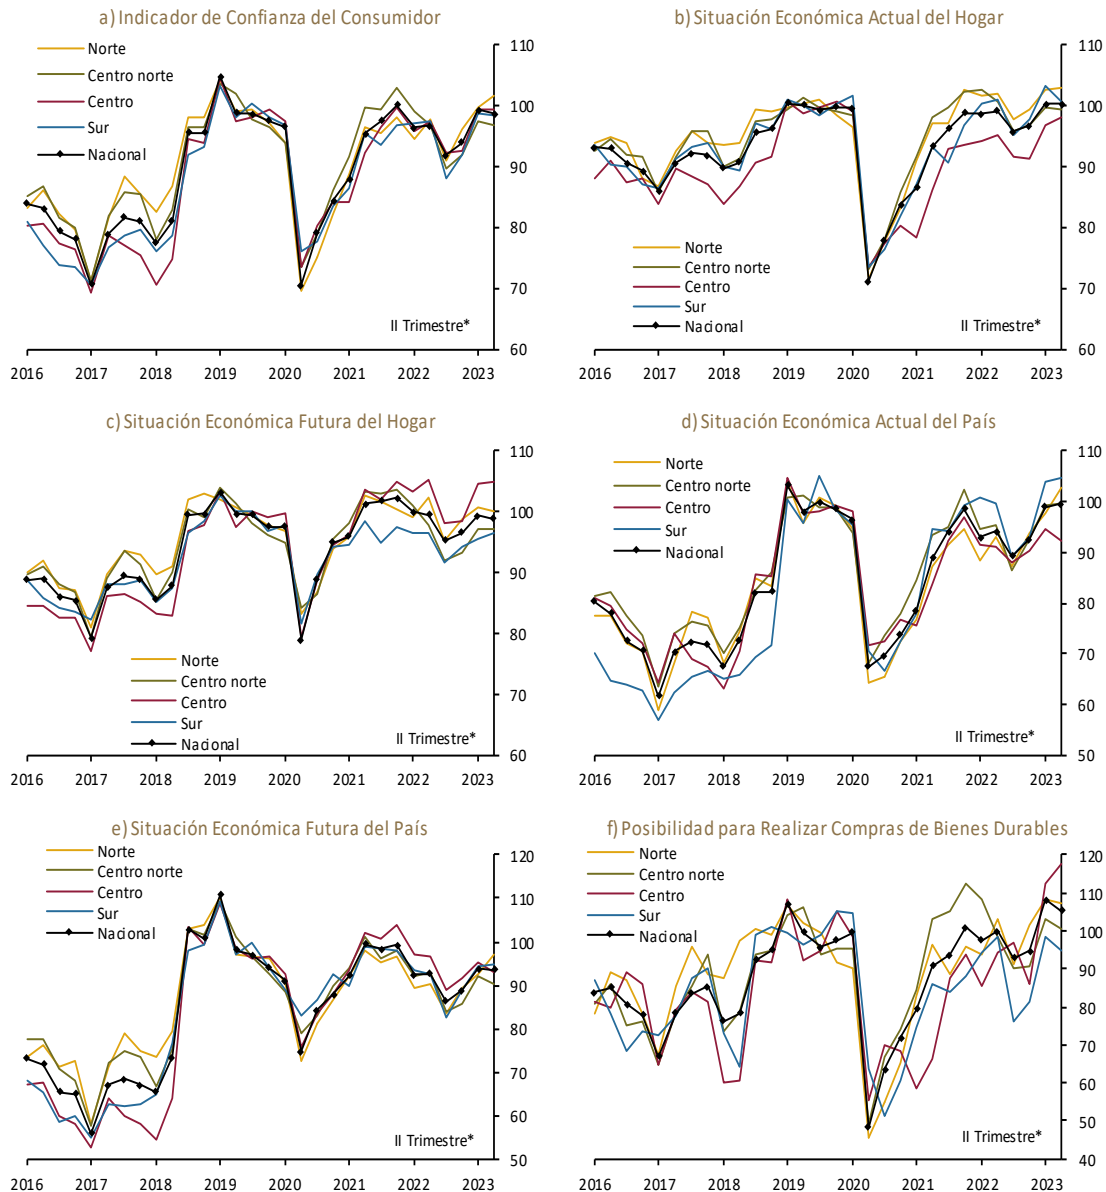 a) Indicador de Confianza del Consumidor
Norte
Centro norte
Centro
Sur
Nacional
110
100
90
80
70
60
II Trimestre*
2016 2017 2018 2019 2020 2021 2022 2023
b) Situación Económica Actual del Hogar
110
100
90
80
70
60
Norte
Centro norte
Centro
Sur
Nacional
II Trimestre*
2016 2017 2018 2019 2020 2021 2022 2023
c) Situación Económica Futura del Hogar
110
100
90
80
70
60
Norte
Centro norte
Centro
Sur
Nacional
II Trimestre*
2016 2017 2018 2019 2020 2021 2022 2023
d) Situación Económica Actual del País
Norte
Centro norte
Centro
Sur
Nacional
110
100
90
80
70
60
50
II Trimestre*
2016 2017 2018 2019 2020 2021 2022 2023
e) Situación Económica Futura del País
Norte
Centro norte
Centro
Sur
Nacional
120
110
100
90
80
70
60
50
II Trimestre*
2016 2017 2018 2019 2020 2021 2022 2023
f) Posibilidad para Realizar Compras de Bienes Durables
Norte
Centro norte
Centro
Sur
Nacional
120
110
100
90
80
70
60
50
40
II Trimestre*
2016 2017 2018 2019 2020 2021 2022 2023